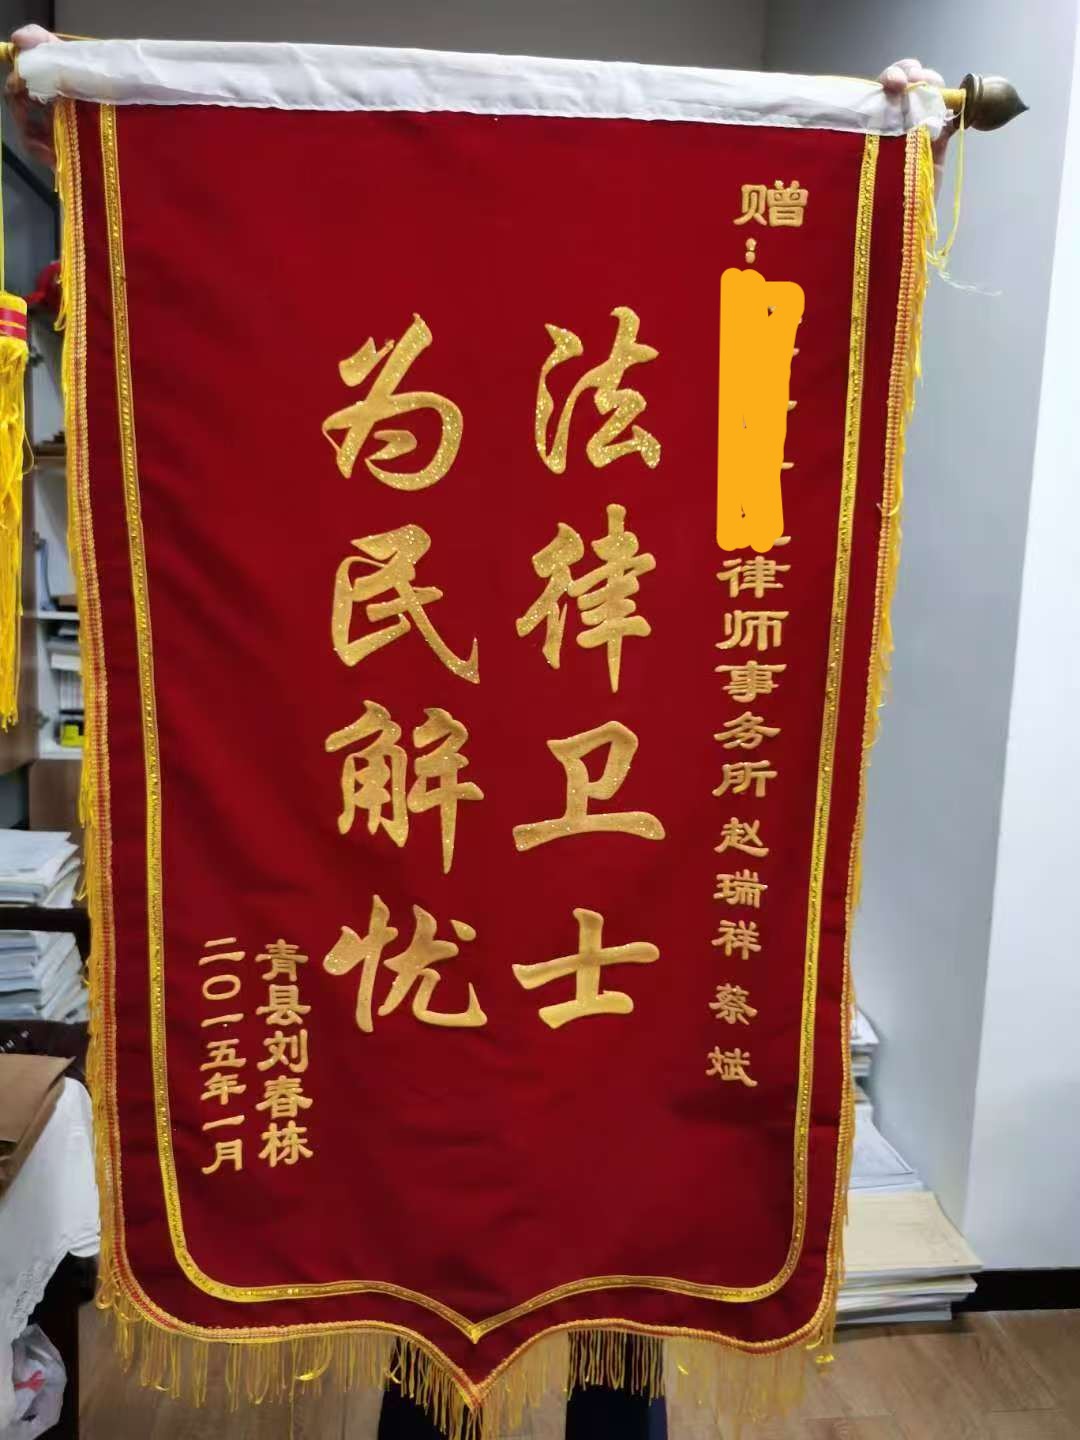 赠：
律师事务所赵瑞祥 蔡斌
法律卫士
为民解忧
青县刘春栋
二〇一五年一月